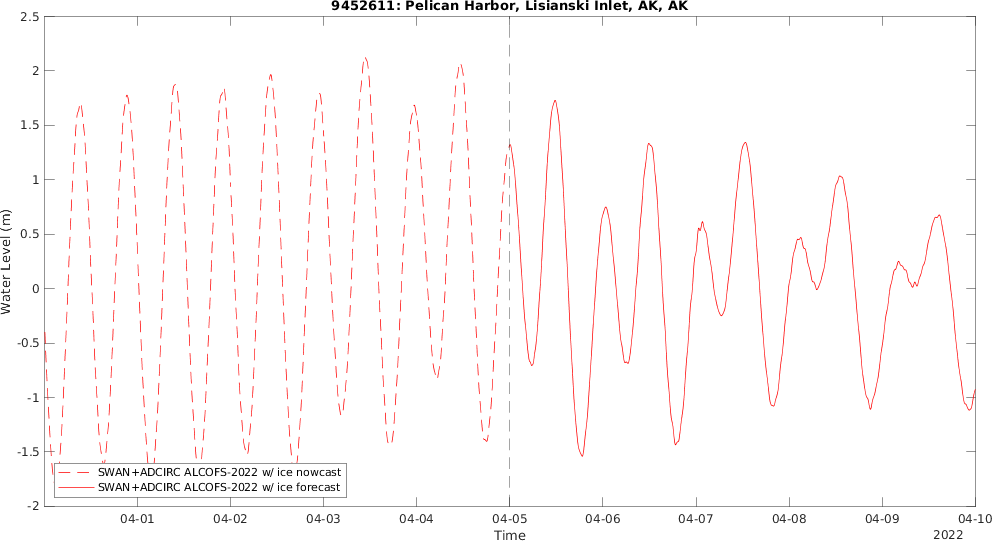 9452611: Pelican Harbor, Lisianski Inlet, AK, AK
Water Level (m)
2.5
2
1.5
1
0.5
0
-0.5
-1
-1.5
-2
SWAN+ADCIRC ALCOFS-2022 w/ ice nowcast
SWAN+ADCIRC ALCOFS-2022 w/ ice forecast
04-01 04-02 04-03 04-04 04-05 04-06 04-07 04-08 04-09 04-10
Time
2022